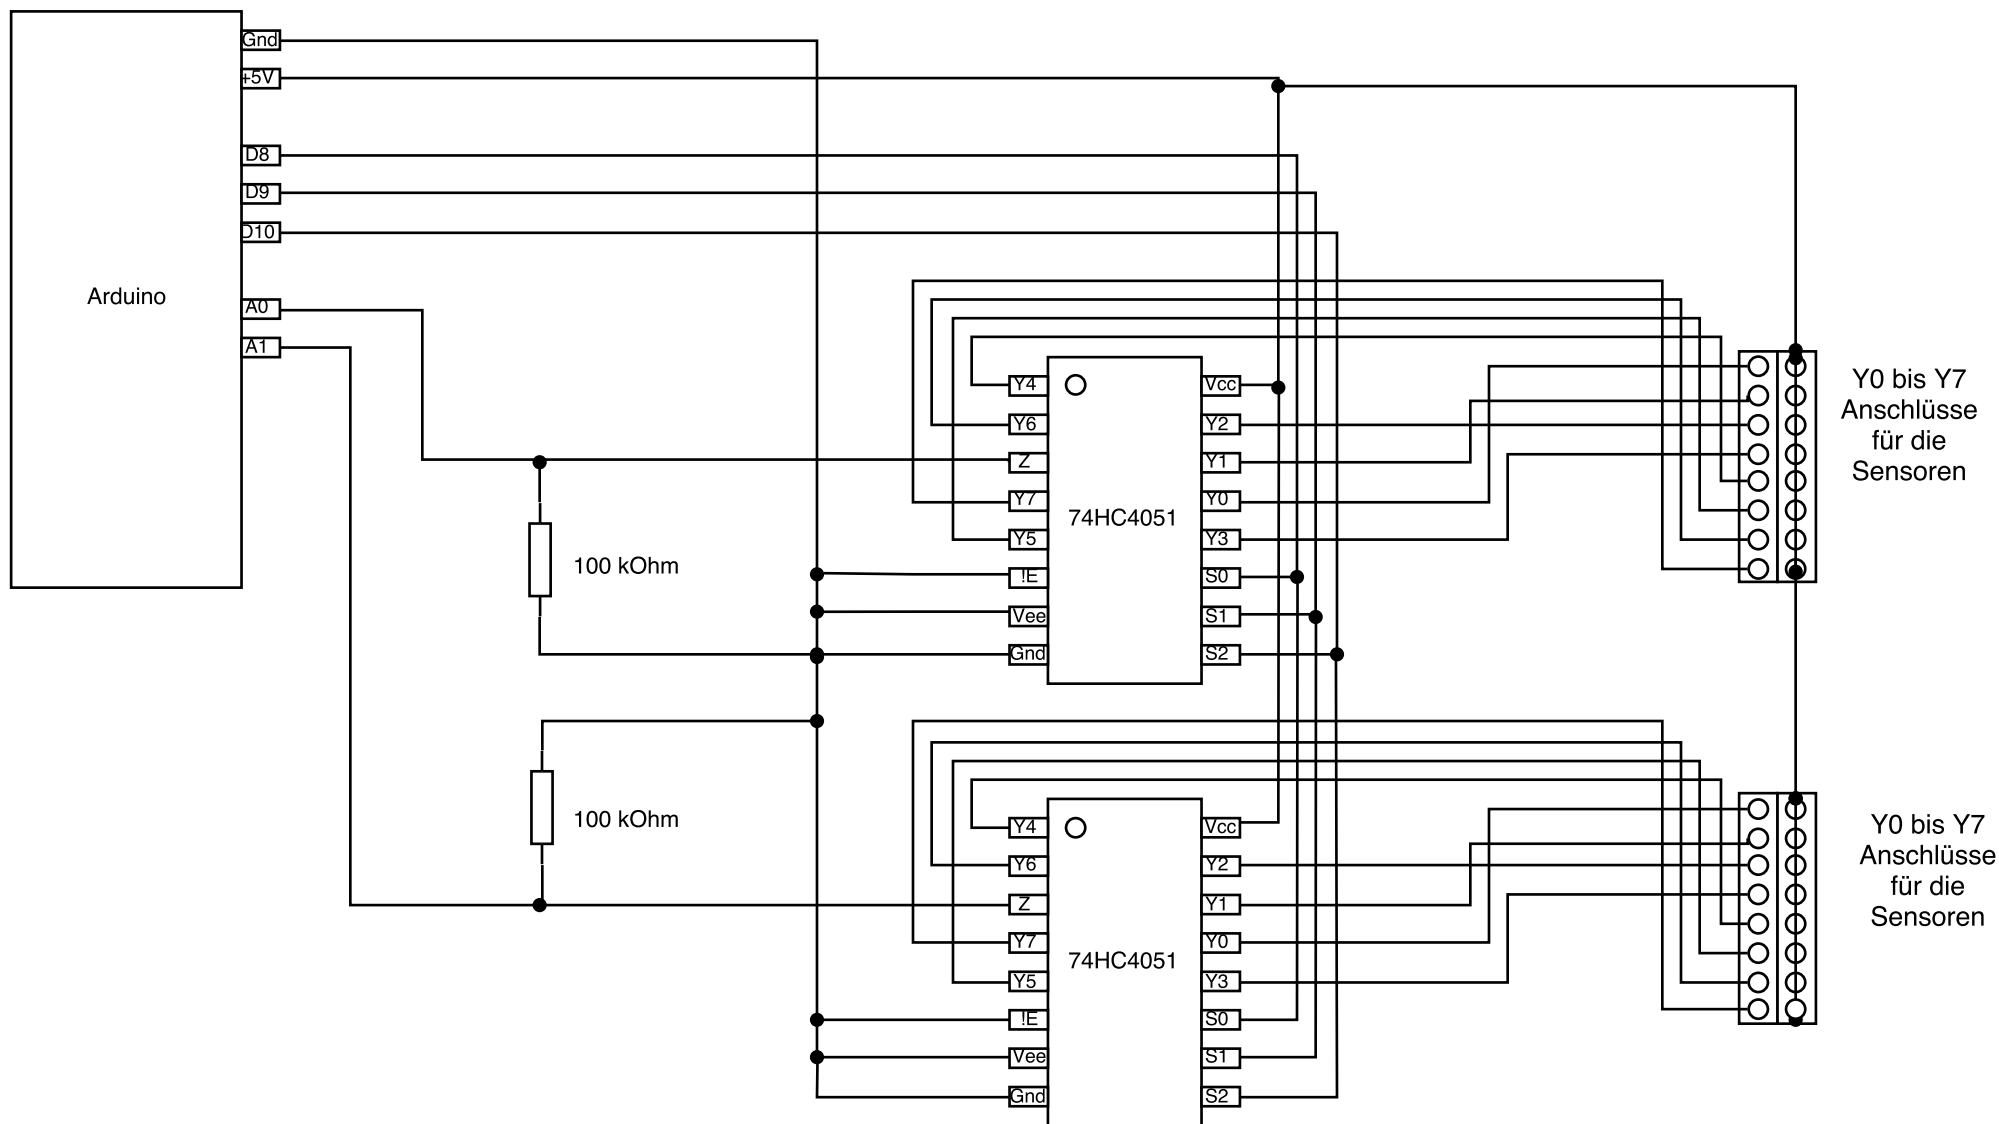 Gnd
+5V
D8
D9
D10
A0
A1
Arduino
Y4
Y6
Z
Y7
Y5
!E
Vee
Gnd
74HC4051
Vcc
Y2
Y1
Y0
Y3
S0
S1
S2
Y0 bis Y7
Anschlüsse
für die
Sensoren
100 kOhm
100 kOhm
Y4
Y6
Z
Y7
Y5
!E
Vee
Gnd
74HC4051
Vcc
Y2
Y1
Y0
Y3
S0
S1
S2
Y0 bis Y7
Anschlüsse
für die
Sensoren